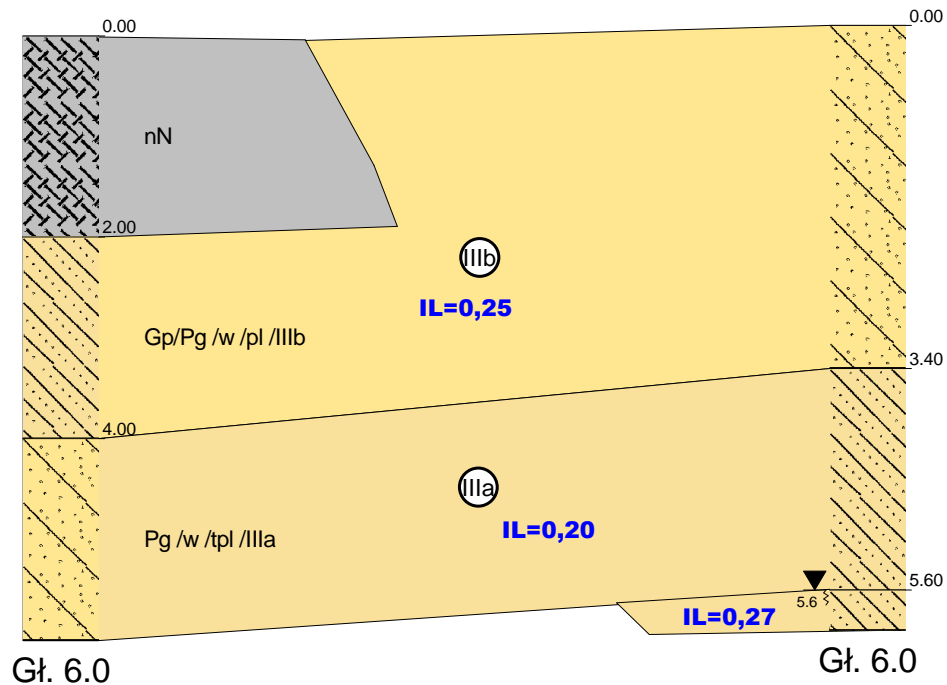 0.00
0.00
nN
2.00
IIIb
IL=0,25
Gp/Pg /w /pl /IIIb
3.40
4.00
IIIa
IL=0,20
Pg /w /tpl /IIIa
5.60
5.6
IL=0,27
Gł. 6.0
Gł. 6.0